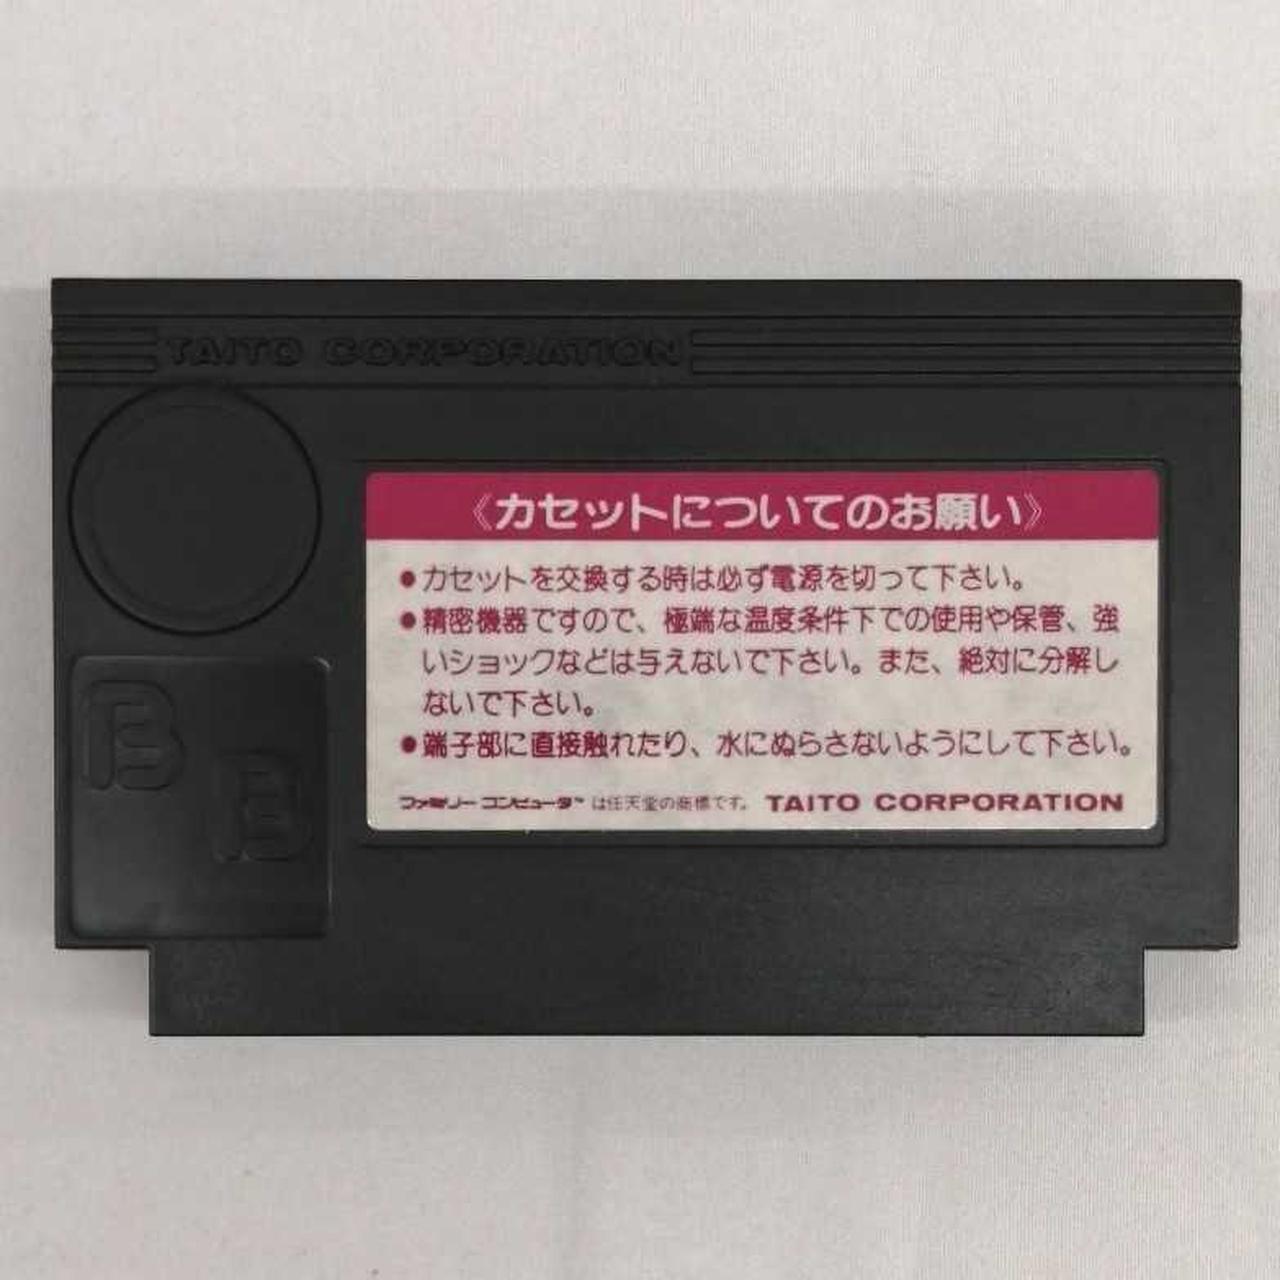 TAITO CORPORATION
《カセットについてのお願い》
●カセットを交換する時は必ず電源を切って下さい。
●精密機器ですので、極端な温度条件下での使用や保管、強
いショックなどは与えないで下さい。また、絶対に分解し
ないで下さい。
●端子部に直接触れたり、水にぬらさないようにして下さい。
ファミリーコンピュータ™ は任天堂の商標です。 TAITO CORPORATION